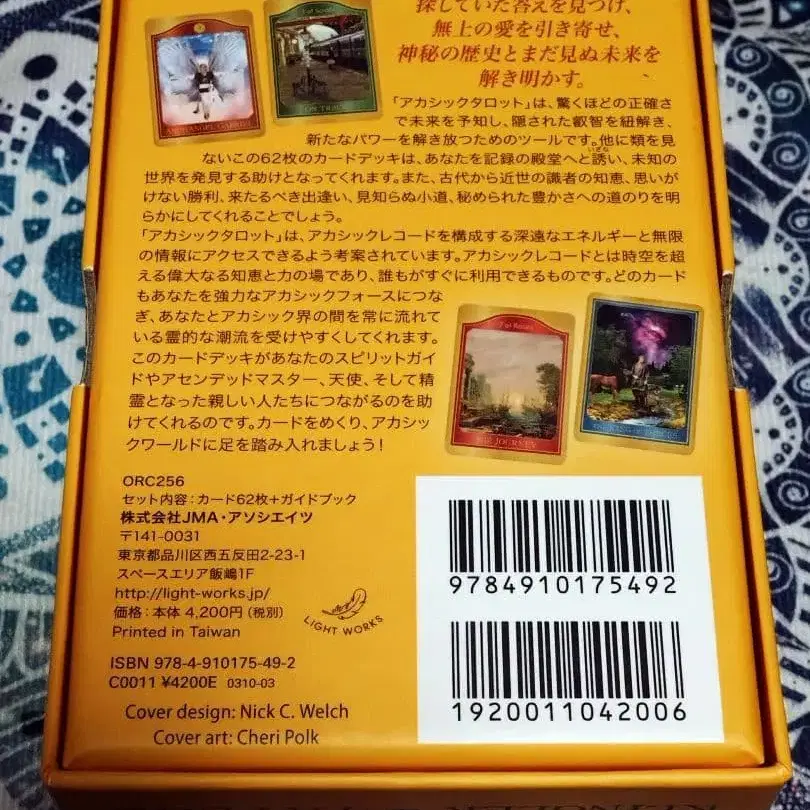 探していた答えを見つけ、
無上の愛を引き寄せ、
神秘の歴史とまだ見ぬ未来を
解き明かす。
「アカシックタロット」は、驚くほどの正確さ
で未来を予知し、隠された叡智を紐解き、
新たなパワーを解き放つためのツールです。他に類を見
ないこの62枚のカードデッキは、あなたを記録の殿堂へと誘い、未知の
世界を発見する助けとなってくれます。また、古代から近世の識者の知恵、思いが
けない勝利、来たるべき出逢い、見知らぬ小道、秘められた豊かさへの道のりを明
らかにしてくれることでしょう。
「アカシックタロット」は、アカシックレコードを構成する深遠なエネルギーと無限
の情報にアクセスできるよう考案されています。アカシックレコードとは時空を超
える偉大なる知恵と力の場であり、誰もがすぐに利用できるものです。どのカード
もあなたを強力なアカシックフォースにつな
ぎ、あなたとアカシック界の間を常に流れて
いる霊的な潮流を受けやすくしてくれます。
このカードデッキがあなたのスピリットガイ
ドやアセンデッドマスター、天使、そして精
霊となった親しい人たちにつながるのを助
けてくれるのです。カードをめくり、アカシッ
クワールドに足を踏み入れましょう!
ARCHANGEL GABRIEL
THE JOURNEY
ORC256
セット内容:カード62枚+ガイドブック
株式会社JMA・アソシエイツ
〒141-0031
東京都品川区西五反田2-23-1
スペースエリア飯嶋1F
http://light-works.jp/
価格:本体 4,200円(税別)
Printed in Taiwan
LIGHT WORKS
ISBN 978-4-910175-49-2
C0011 ¥4200E 0310-03
Cover design: Nick C. Welch
Cover art: Cheri Polk
9784910175492
1920011042006